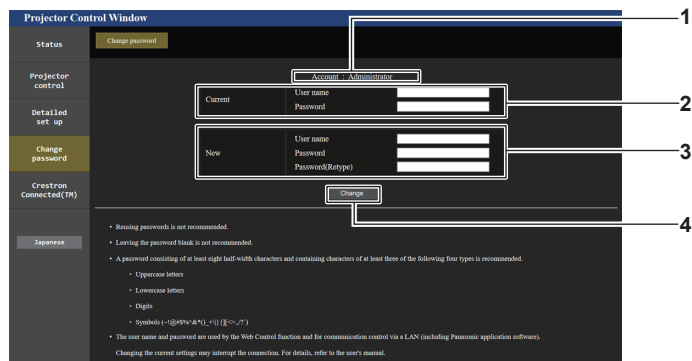 Projector Control Window
1
Status
Change password
Account : Administrator
Projector
control
Current
User name
Password
2
Detailed
set up
New
User name
Password
Password(Retype)
3
Change
password
Change
4
Crestron
Connected(TM)
Japanese
• Reusing passwords is not recommended.
• Leaving the password blank is not recommended.
• A password consisting of at least eight half-width characters and containing characters of at least three of the following four types is recommended.
• Uppercase letters
• Lowercase letters
• Digits
• Symbols
• The user name and password are used by the Web Control function and for communication control via a LAN (including Panasonic application software).
Changing the current settings may interrupt the connection. For details, refer to the user's manual.